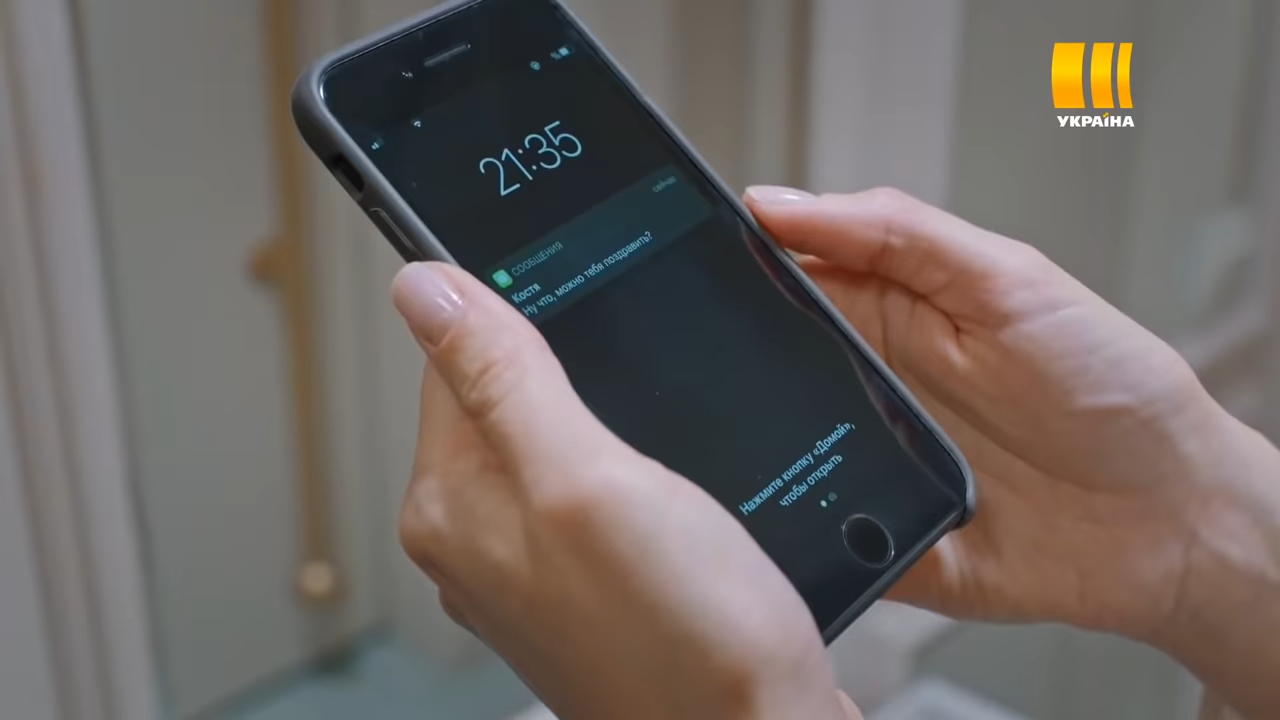 УКРАЇНА
21:35
сейчас
СООБЩЕНИЯ
Костя
Ну что, можно тебя поздравить?
Нажмите кнопку «Домой»,
чтобы открыть